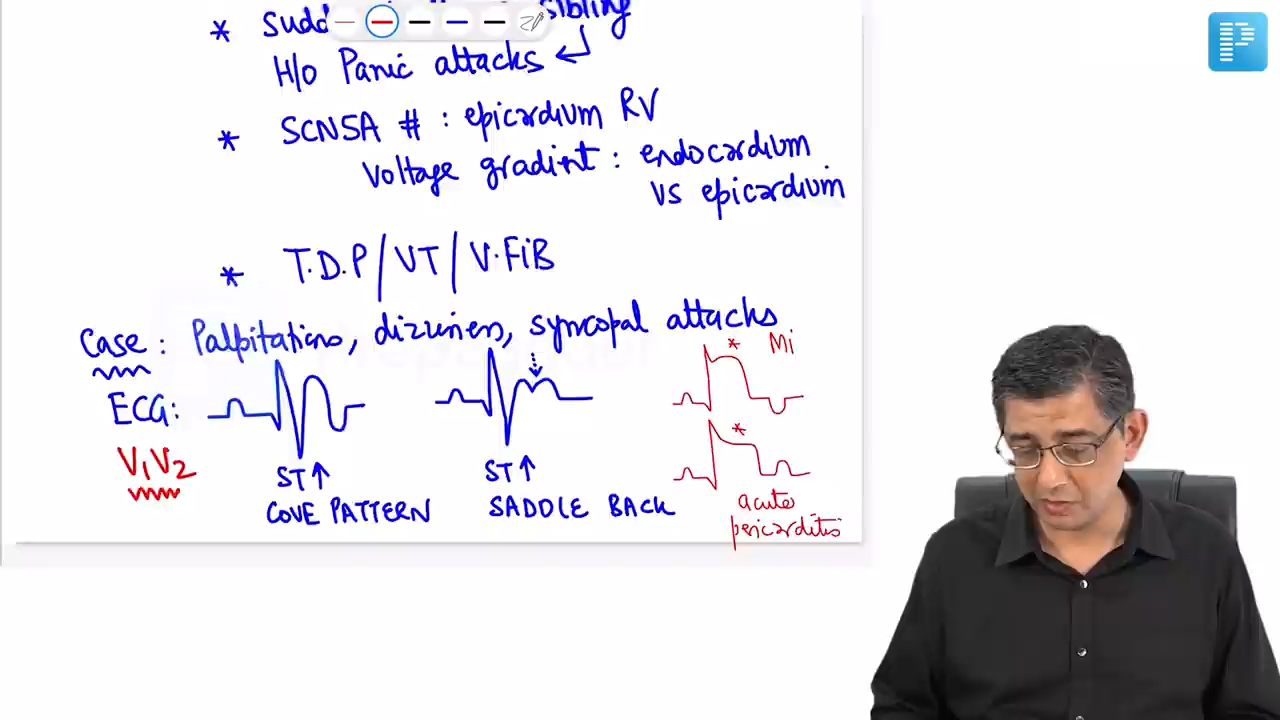 * sudd sibling
H/o Panic attacks ↵
* SCN5A # : epicardium RV
Voltage gradient : endocardium
vs epicardium
* T.D.P / VT / V.FiB
Case : Palpitations, dizziness, syncopal attacks
* Mi
ECG:
V1V2
*
ST↑ ST↑
COVE PATTERN SADDLE BACK
acute
pericarditis